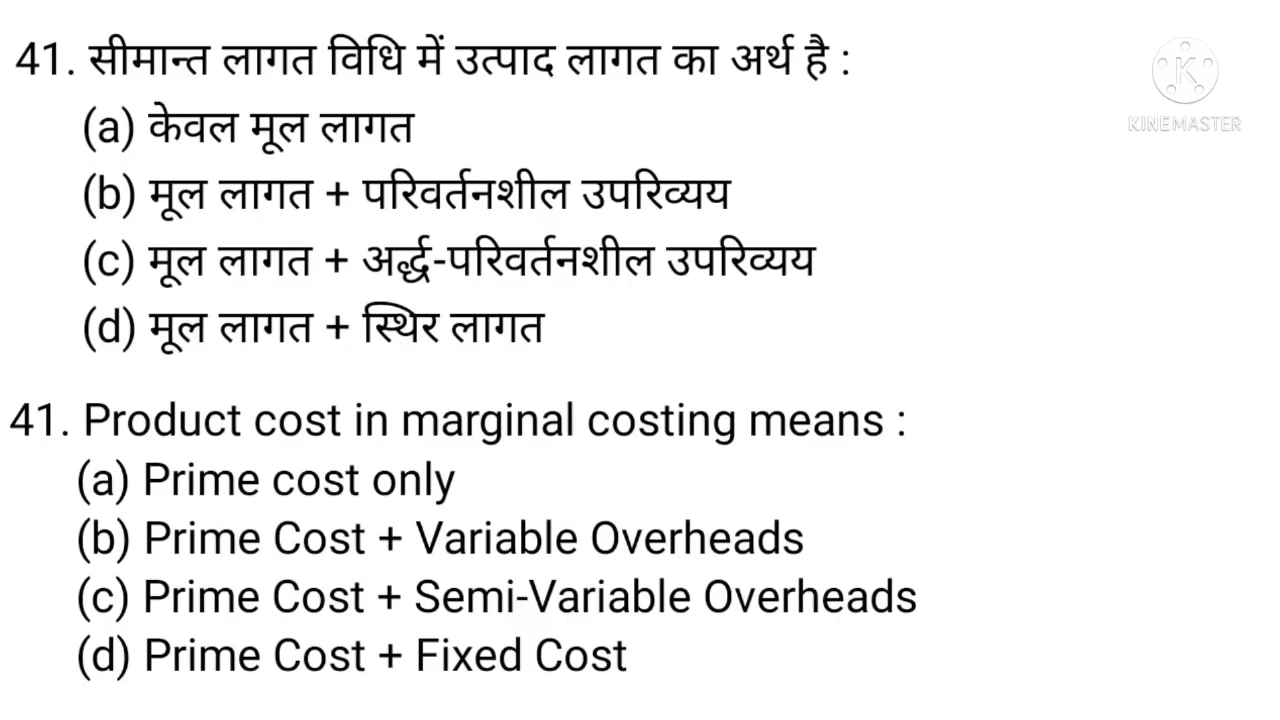 41. सीमान्त लागत विधि में उत्पाद लागत का अर्थ है :
(a) केवल मूल लागत
(b) मूल लागत + परिवर्तनशील उपरिव्यय
(c) मूल लागत + अर्द्ध-परिवर्तनशील उपरिव्यय
(d) मूल लागत + स्थिर लागत
K
KINEMASTER
41. Product cost in marginal costing means :
(a) Prime cost only
(b) Prime Cost + Variable Overheads
(c) Prime Cost + Semi-Variable Overheads
(d) Prime Cost + Fixed Cost